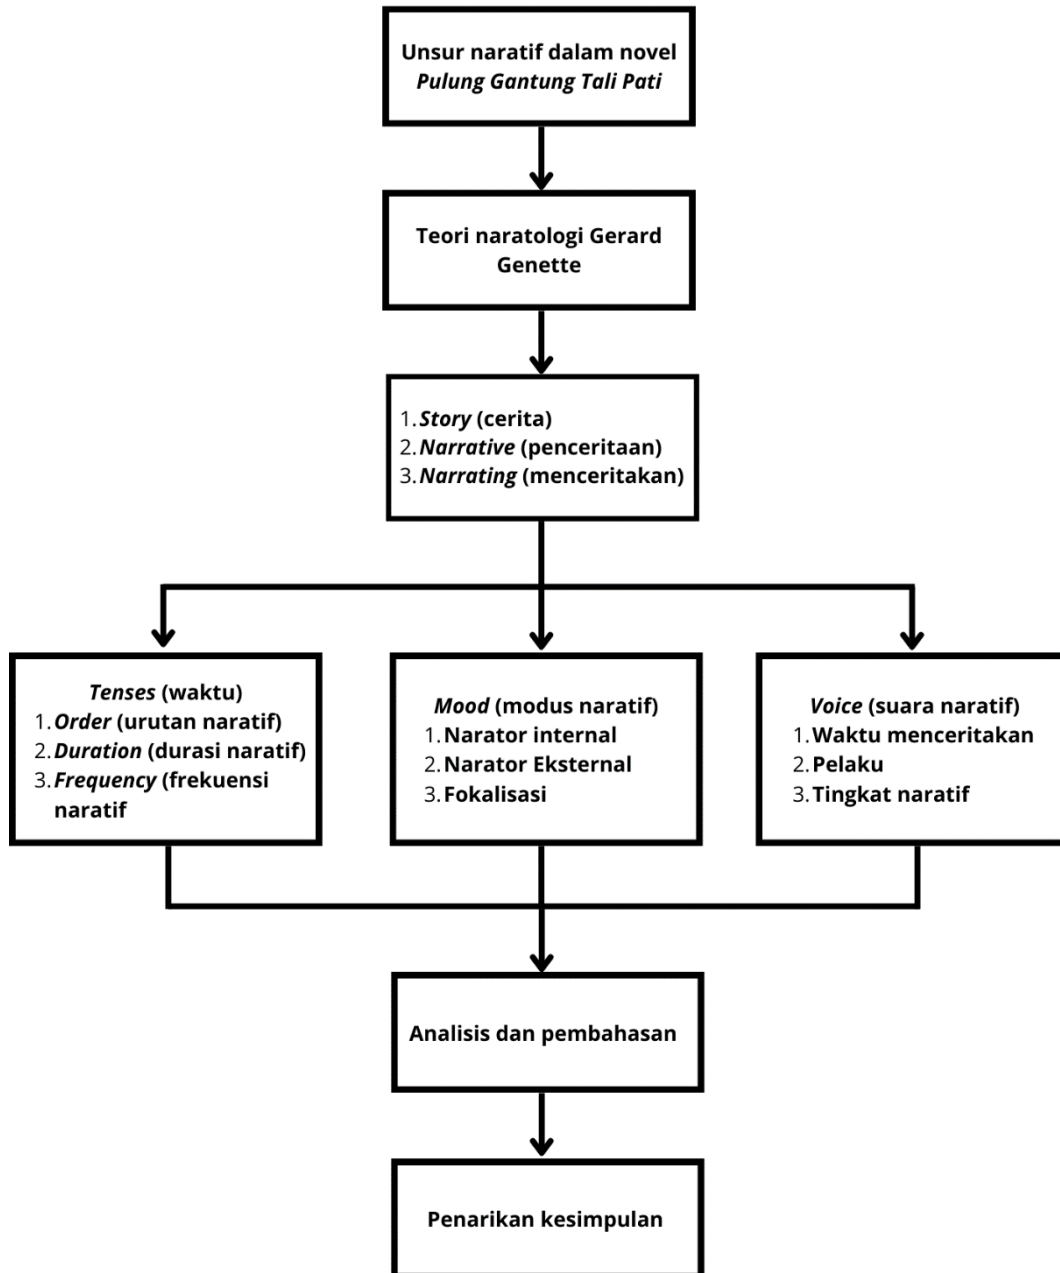 Unsur naratif dalam novel
Pulung Gantung Tali Pati
Teori naratologi Gerard
Genette
1. Story (cerita)
2. Narrative (penceritaan)
3. Narrating (menceritakan)
Tenses (waktu)
1. Order (urutan naratif)
2. Duration (durasi naratif)
3. Frequency (frekuensi
naratif
Mood (modus naratif)
1. Narator internal
2. Narator Eksternal
3. Fokalisasi
Voice (suara naratif)
1. Waktu menceritakan
2. Pelaku
3. Tingkat naratif
Analisis dan pembahasan
Penarikan kesimpulan